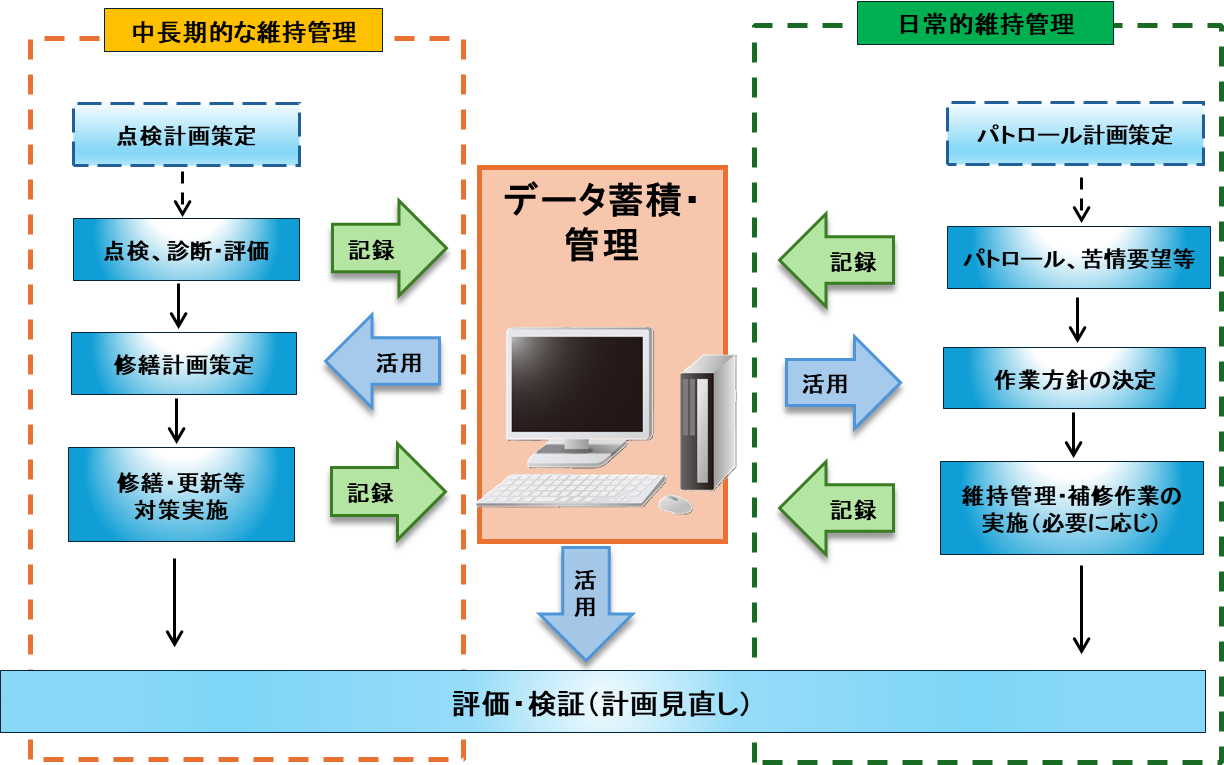 中長期的な維持管理
点検計画策定
点検、診断・評価
修繕計画策定
修繕・更新等
対策実施
記録
活用
記録
データ蓄積・
管理
活
用
日常的維持管理
パトロール計画策定
パトロール、苦情要望等
作業方針の決定
維持管理・補修作業の
実施（必要に応じ）
記録
活用
記録
評価・検証（計画見直し）